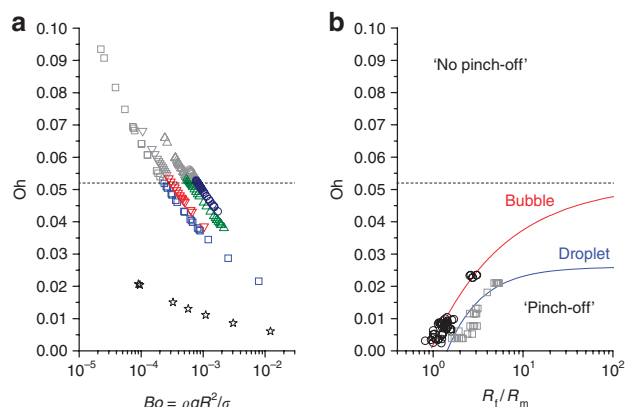 a
0.10
0.09
0.08
0.07
0.06
0.05
0.04
0.03
0.02
0.01
0.00
Oh
10⁻⁵
10⁻⁴
10⁻³
10⁻²
Bo = ρgR²/σ
b
0.10
0.09
0.08
0.07
0.06
0.05
0.04
0.03
0.02
0.01
0.00
Oh
'No pinch-off'
Bubble
Droplet
'Pinch-off'
10⁰
10¹
10²
R_f/R_m